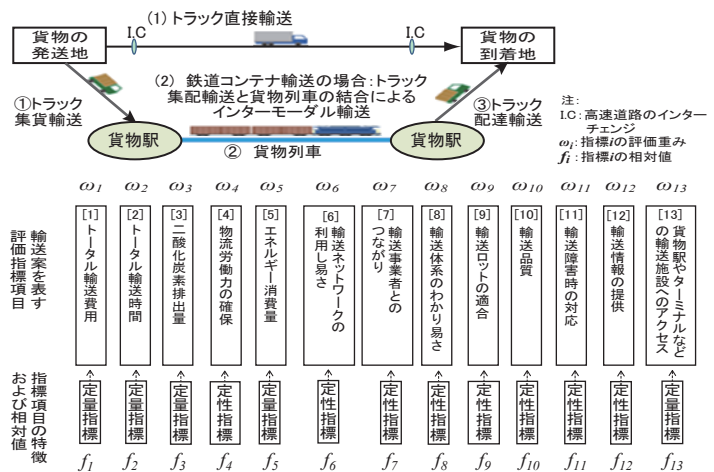 (1)トラック直接輸送
I.C
I.C
貨物の
発送地
貨物の
到着地
(2) 鉄道コンテナ輸送の場合:トラック
集配輸送と貨物列車の結合による
インターモーダル輸送
①トラック
集貨輸送
③トラック
配達輸送
貨物駅
貨物駅
② 貨物列車
注:
I.C:高速道路のインター
チェンジ
ωi:指標iの評価重み
fi:指標iの相対値
ω1 ω2 ω3 ω4 ω5 ω6 ω7 ω8 ω9 ω10 ω11 ω12 ω13
輸送案を表す
評価指標項目
[1]トータル輸送費用
[2]トータル輸送時間
[3]二酸化炭素排出量
[4]物流労働力の確保
[5]エネルギー消費量
[6]輸送ネットワークの
利用し易さ
[7]輸送事業者との
つながり
[8]輸送体系のわかり易さ
[9]輸送ロットの適合
[10]輸送品質
[11]輸送障害時の対応
[12]輸送情報の提供
[13]貨物駅やターミナルなど
の輸送施設へのアクセス
指標項目の特徴
および相対値
定量指標
定量指標
定量指標
定性指標
定量指標
定性指標
定性指標
定性指標
定性指標
定性指標
定性指標
定性指標
定性指標
f1 f2 f3 f4 f5 f6 f7 f8 f9 f10 f11 f12 f13